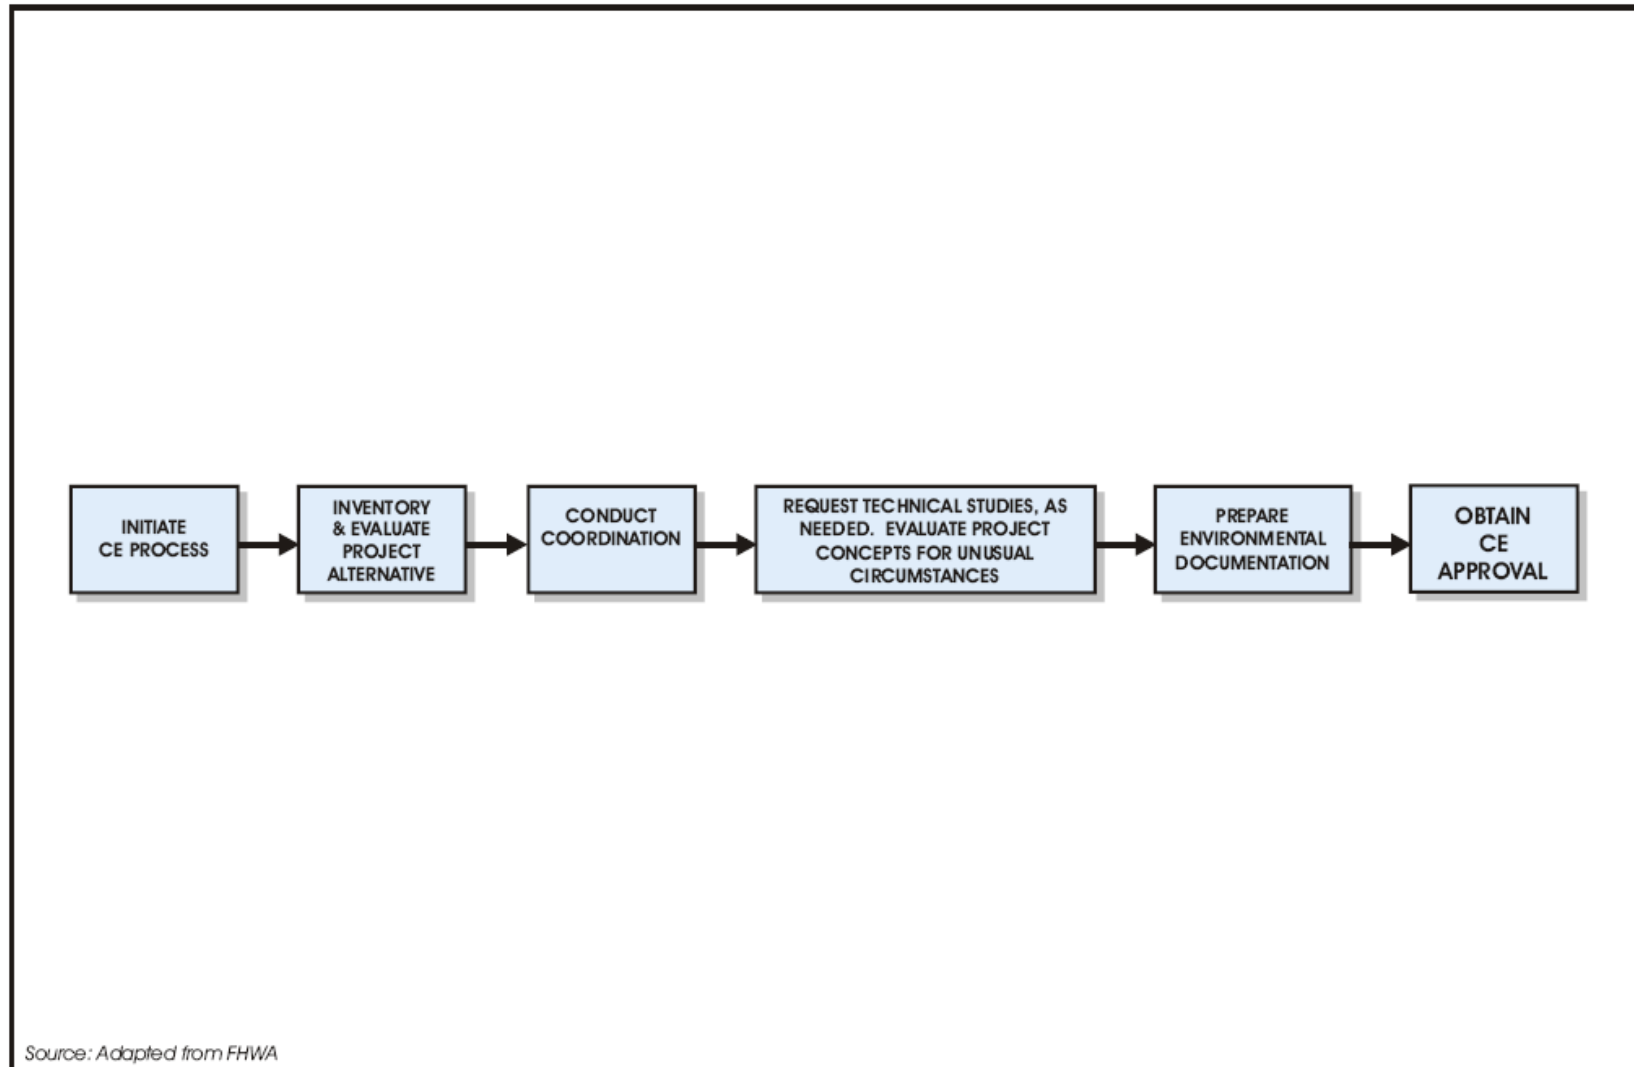 INITIATE
CE PROCESS
INVENTORY
& EVALUATE
PROJECT
ALTERNATIVE
CONDUCT
COORDINATION
REQUEST TECHNICAL STUDIES, AS
NEEDED. EVALUATE PROJECT
CONCEPTS FOR UNUSUAL
CIRCUMSTANCES
PREPARE
ENVIRONMENTAL
DOCUMENTATION
OBTAIN
CE
APPROVAL
Source: Adapted from FHWA